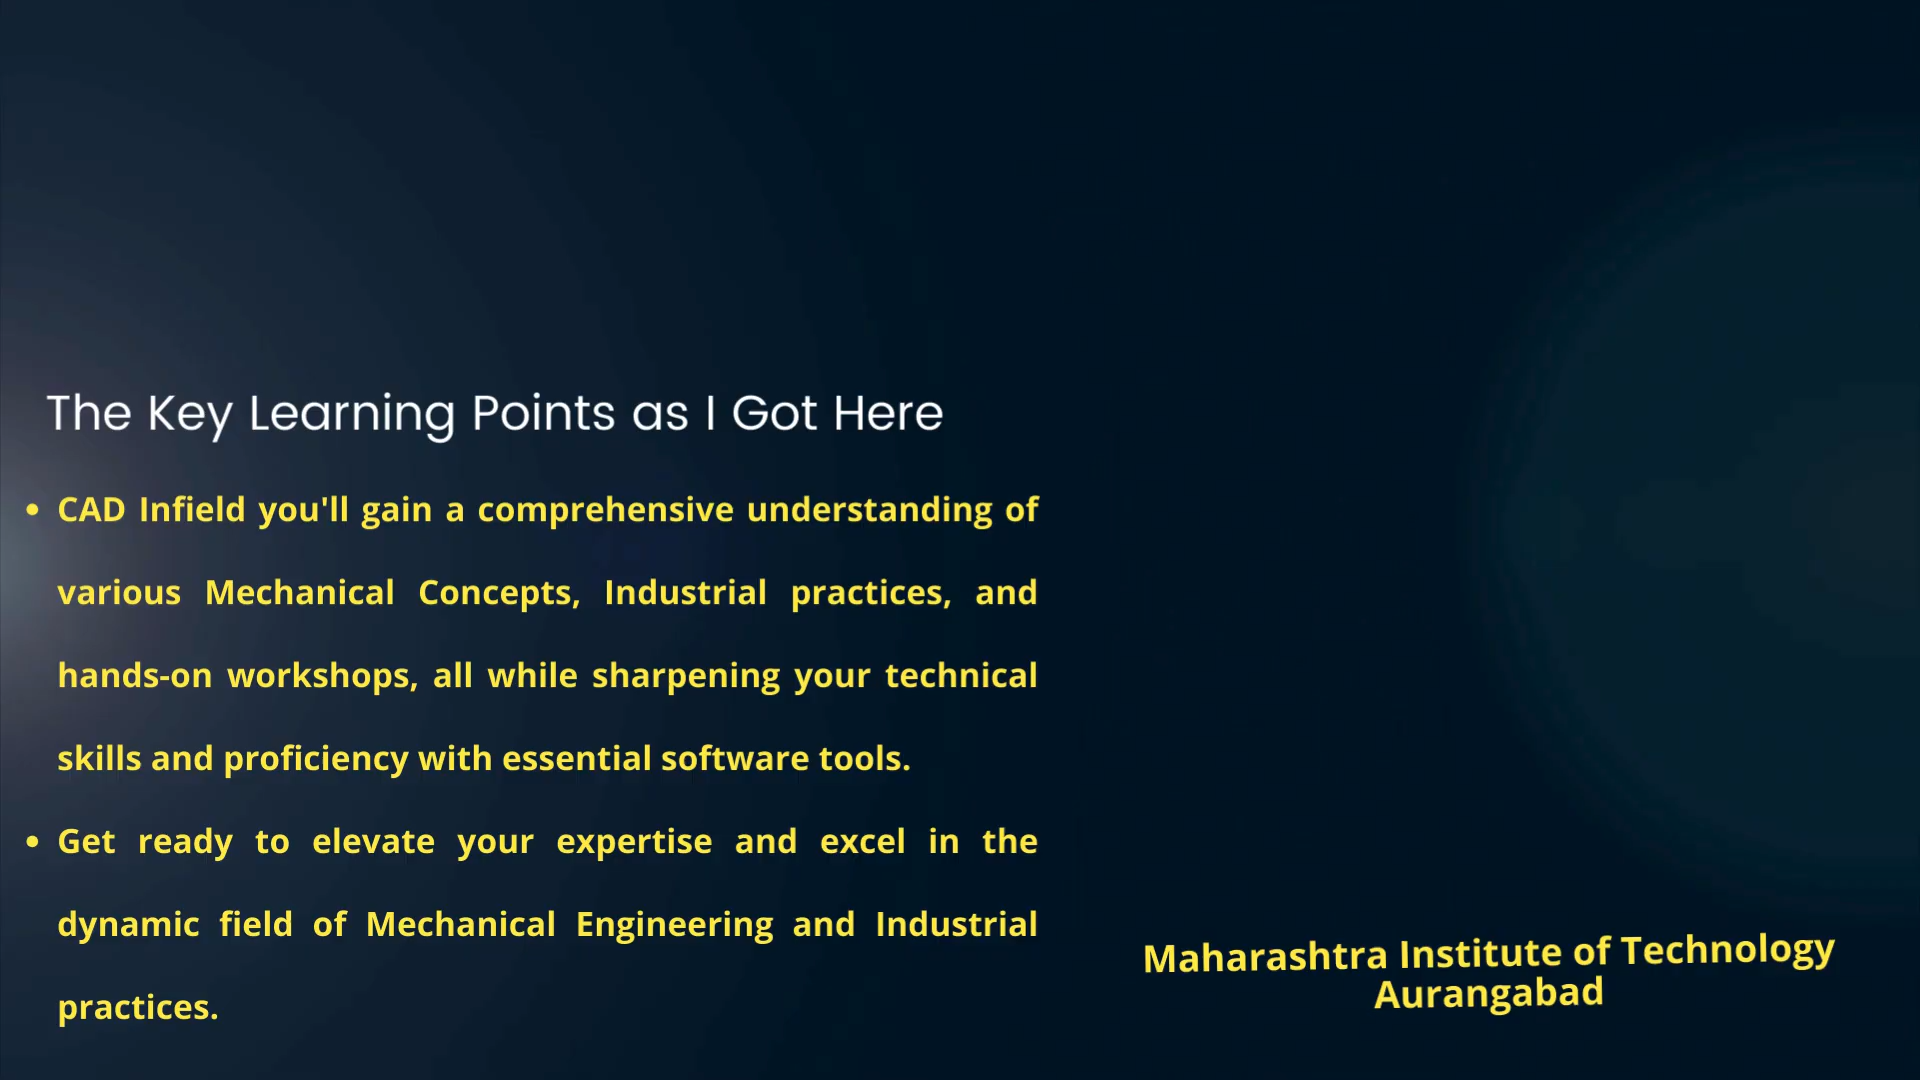 The Key Learning Points as I Got Here
• CAD Infield you'll gain a comprehensive understanding of
various Mechanical Concepts, Industrial practices, and
hands-on workshops, all while sharpening your technical
skills and proficiency with essential software tools.
• Get ready to elevate your expertise and excel in the
dynamic field of Mechanical Engineering and Industrial
practices.
Maharashtra Institute of Technology
Aurangabad